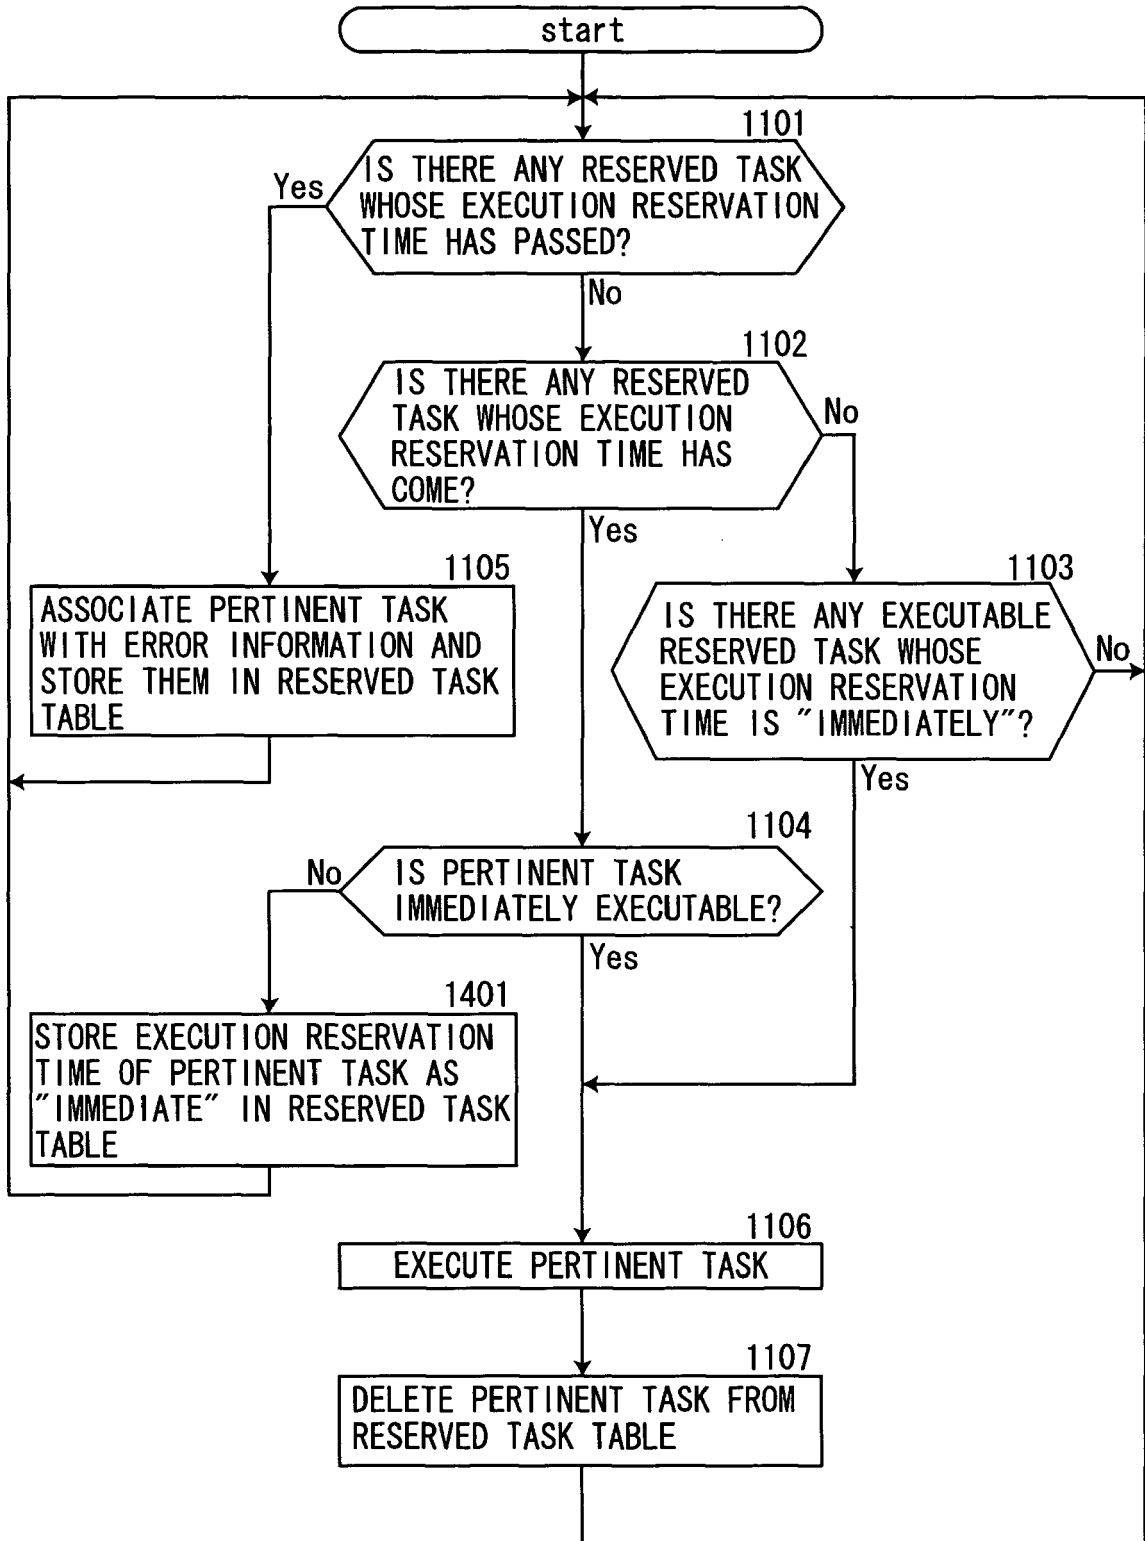 start
1101
IS THERE ANY RESERVED TASK
WHOSE EXECUTION RESERVATION
TIME HAS PASSED?
Yes
No
1102
IS THERE ANY RESERVED
TASK WHOSE EXECUTION
RESERVATION TIME HAS
COME?
No
Yes
1105
ASSOCIATE PERTINENT TASK
WITH ERROR INFORMATION AND
STORE THEM IN RESERVED TASK
TABLE
1103
IS THERE ANY EXECUTABLE
RESERVED TASK WHOSE
EXECUTION RESERVATION
TIME IS "IMMEDIATELY"?
No
Yes
1104
IS PERTINENT TASK
IMMEDIATELY EXECUTABLE?
No
Yes
1401
STORE EXECUTION RESERVATION
TIME OF PERTINENT TASK AS
"IMMEDIATE" IN RESERVED TASK
TABLE
1106
EXECUTE PERTINENT TASK
1107
DELETE PERTINENT TASK FROM
RESERVED TASK TABLE